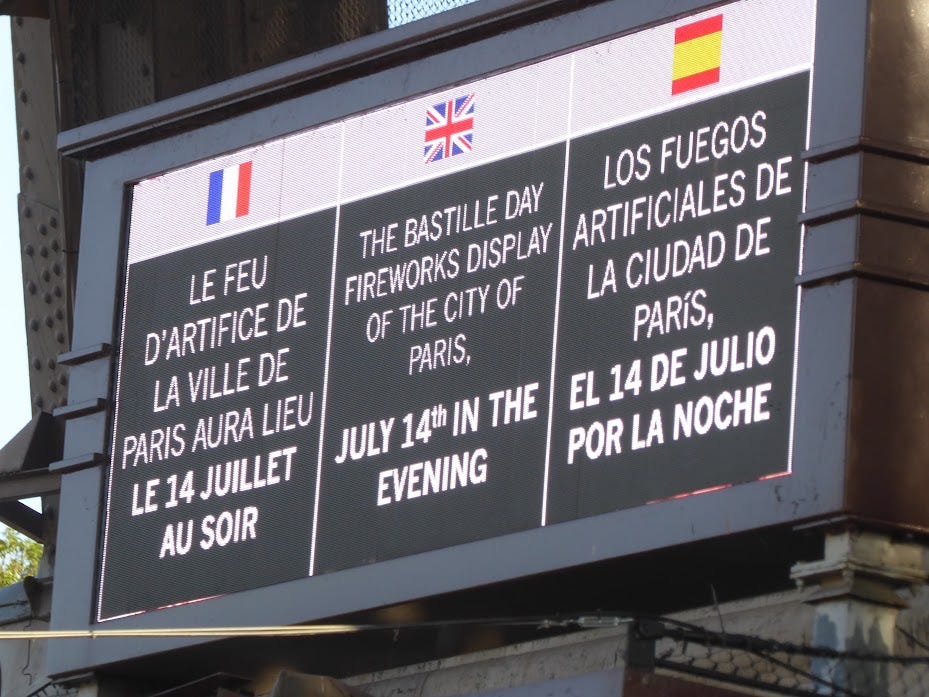 LE FEU
D'ARTIFICE DE
LA VILLE DE
PARIS AURA LIEU
LE 14 JUILLET
AU SOIR
THE BASTILLE DAY
FIREWORKS DISPLAY
OF THE CITY OF
PARIS,
JULY 14th IN THE
EVENING
LOS FUEGOS
ARTIFICIALES DE
LA CIUDAD DE
PARíS,
EL 14 DE JULIO
POR LA NOCHE